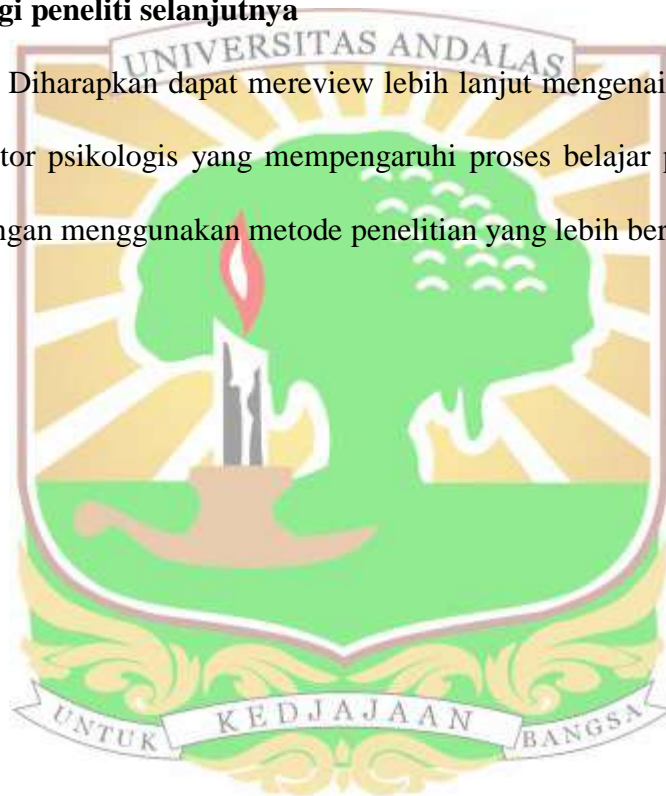 gi peneliti selanjutnya
UNIVERSITAS ANDALAS
Diharapkan dapat mereview lebih lanjut mengenai
tor psikologis yang mempengaruhi proses belajar p
ngan menggunakan metode penelitian yang lebih ber
UNTUK KEDJAJAAN BANGSA